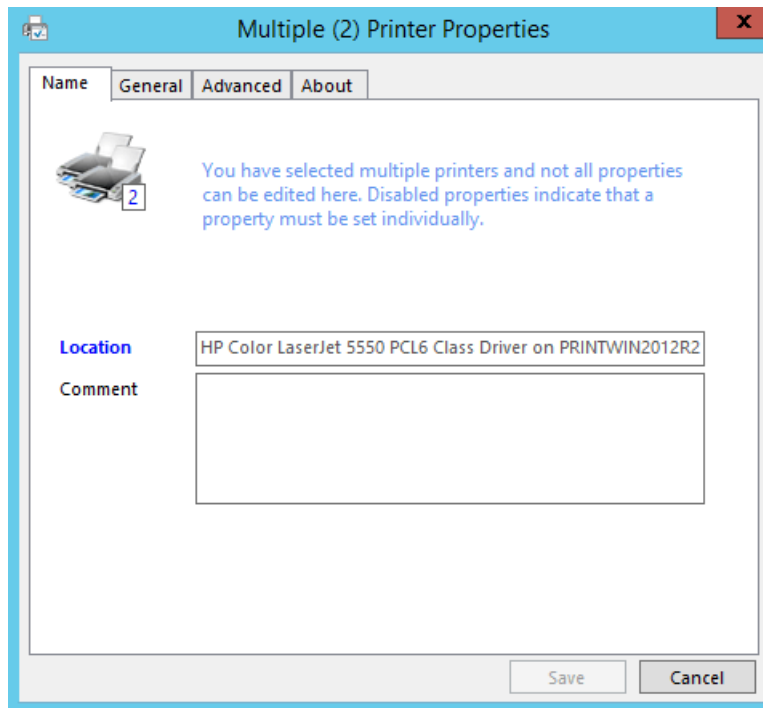 Multiple (2) Printer Properties
x
Name General Advanced About
2
You have selected multiple printers and not all properties
can be edited here. Disabled properties indicate that a
property must be set individually.
Location HP Color LaserJet 5550 PCL6 Class Driver on PRINTWIN2012R2
Comment
Save Cancel